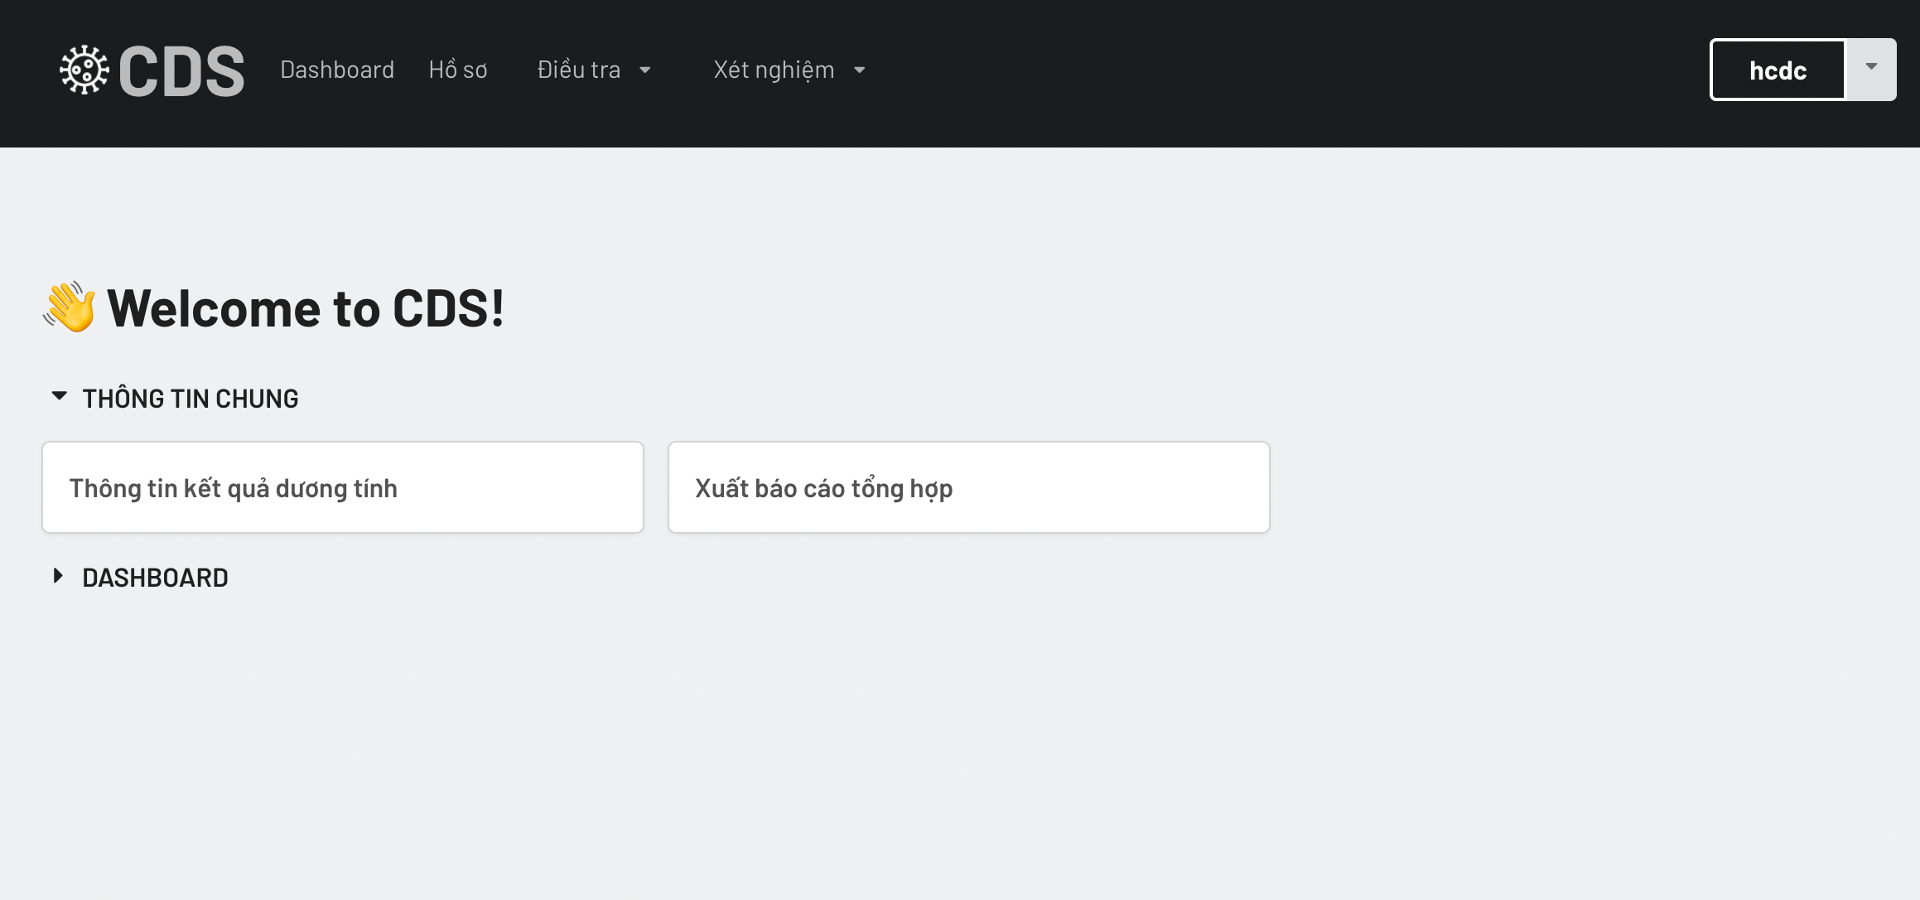 CDS Dashboard Hồ sơ Điều tra Xét nghiệm hcdc
👋 Welcome to CDS!
THÔNG TIN CHUNG
Thông tin kết quả dương tính
Xuất báo cáo tổng hợp
DASHBOARD